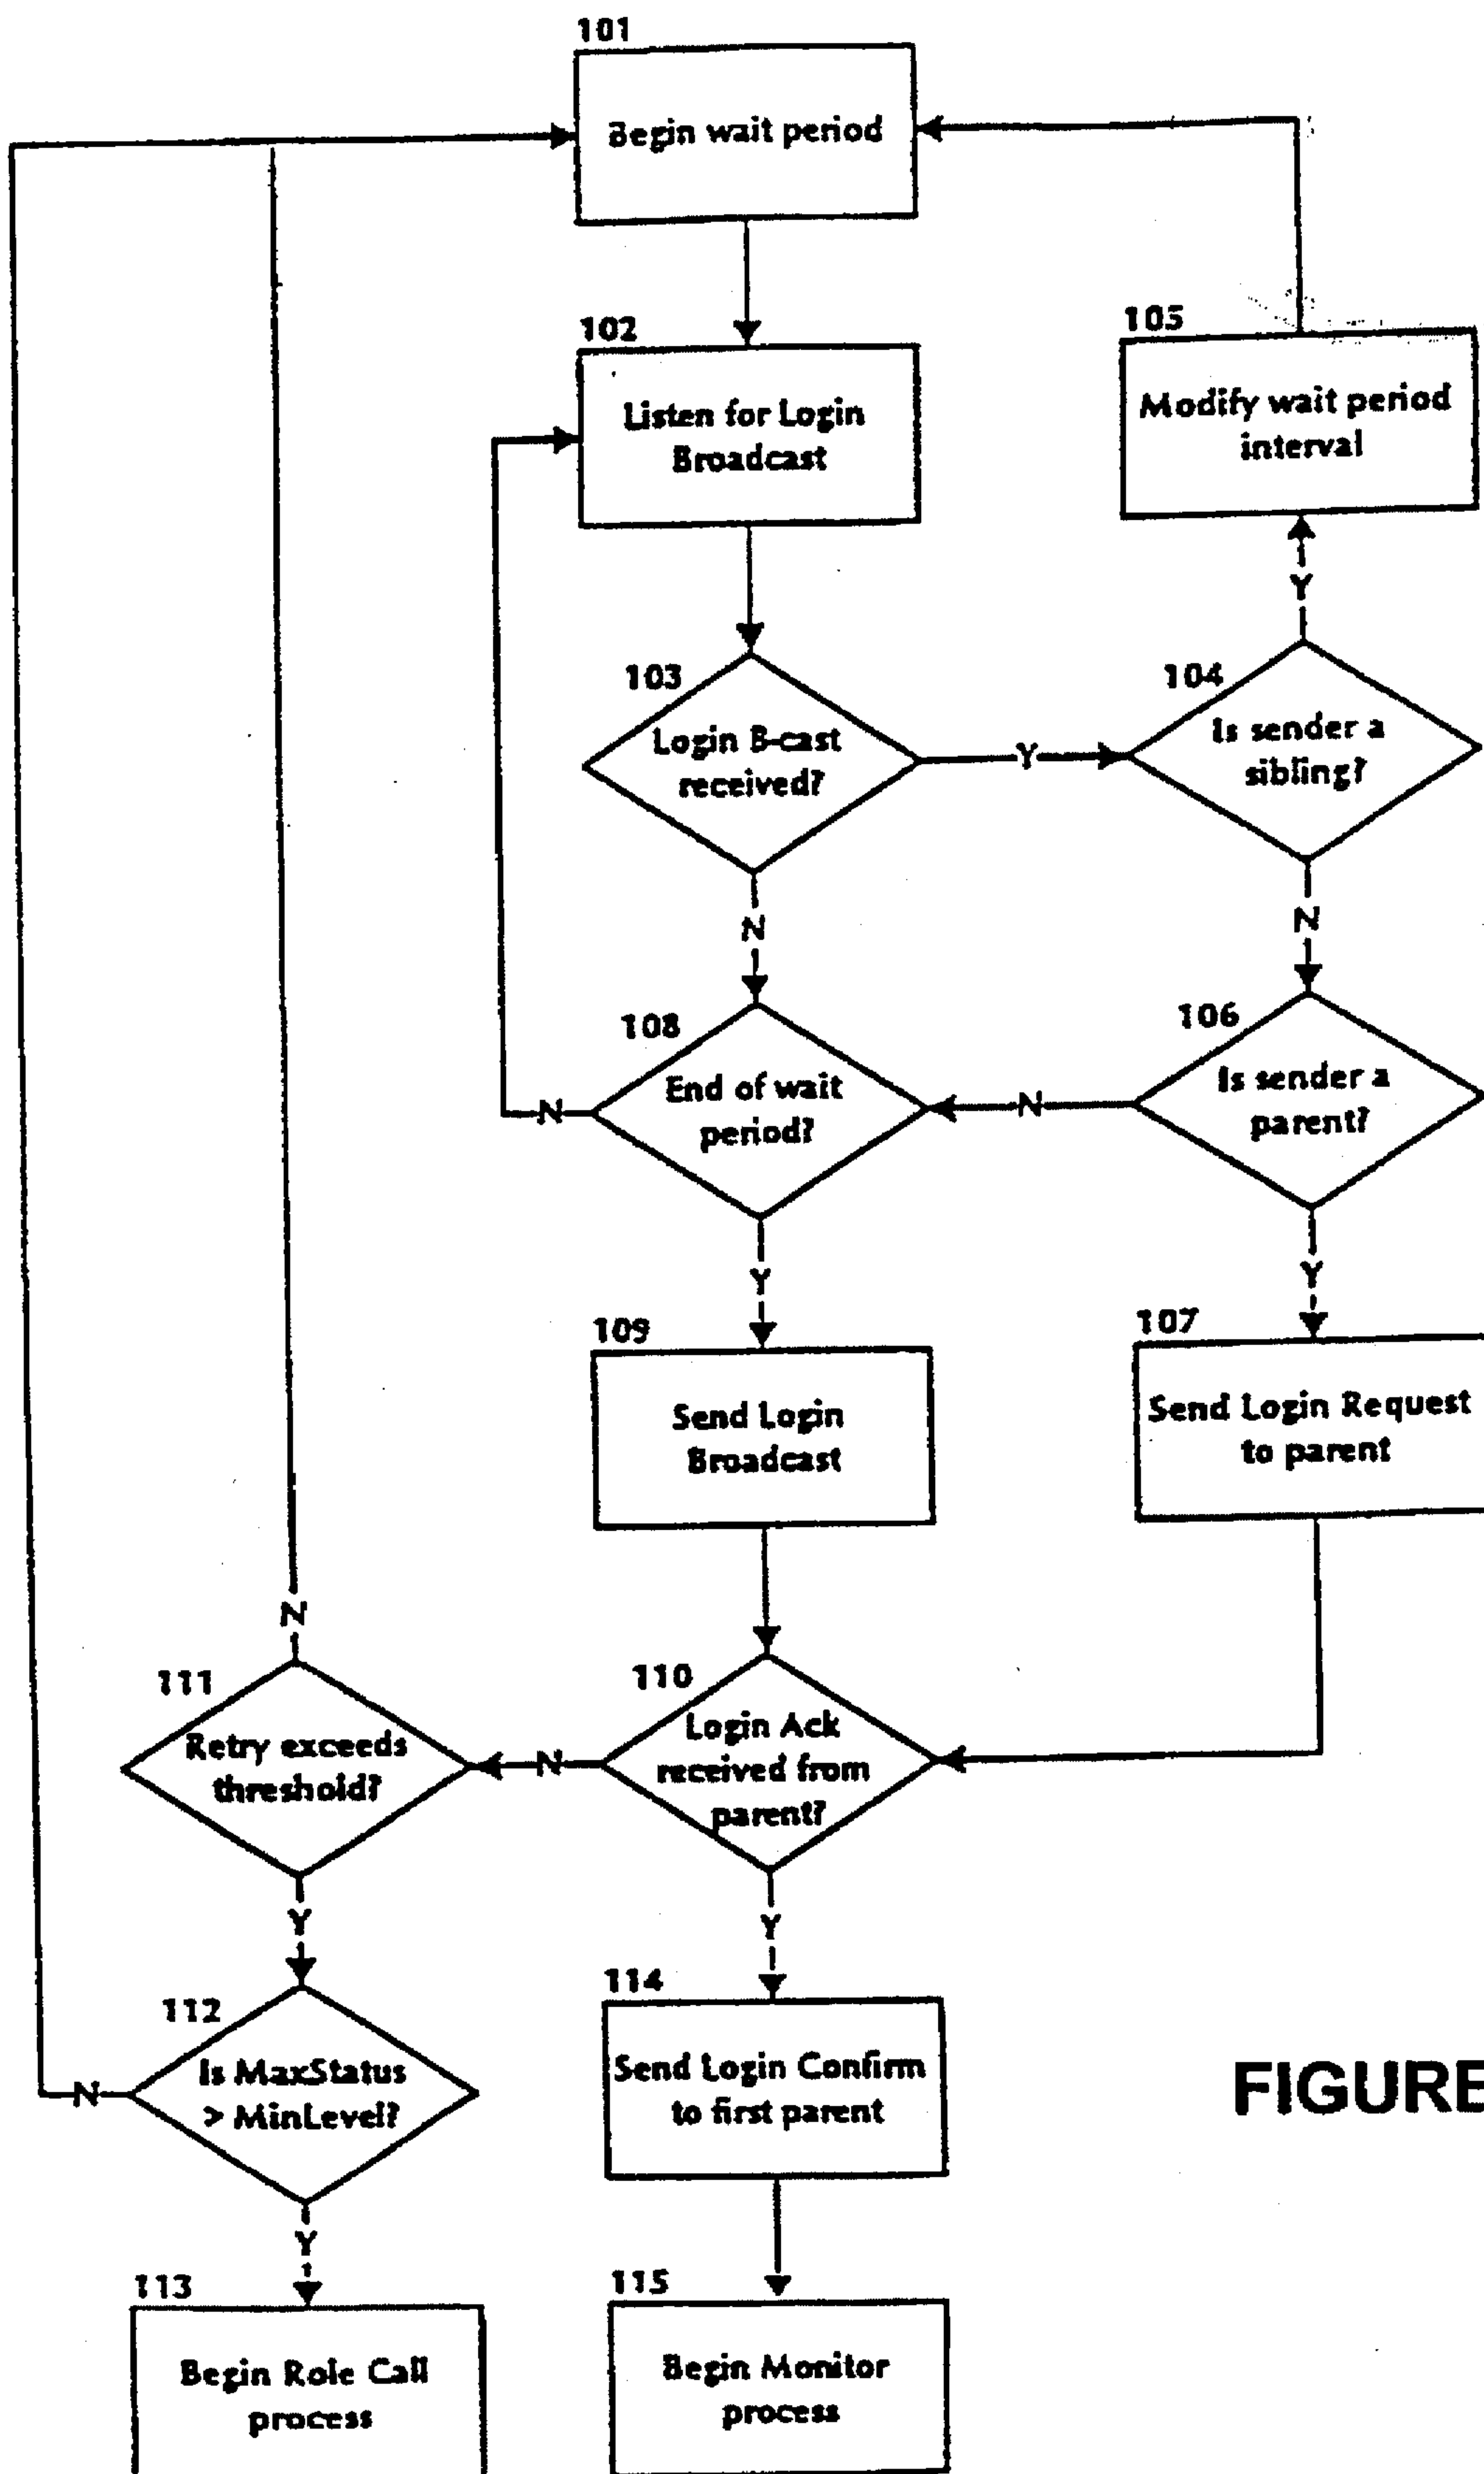 101
Begin wait period
102
Listen for Login
Broadcast
105
Modify wait period
interval
Y
103
Login B-cast
received?
Y
104
Is sender a
sibling?
N
N
108
End of wait
period?
N
N
106
Is sender a
parent?
Y
Y
109
Send Login
Broadcast
107
Send Login Request
to parent
N
111
Retry exceeds
threshold?
N
110
Login Ack
received from
parent?
Y
Y
112
Is MaxStatus
> MinLevel?
N
114
Send Login Confirm
to first parent
FIGURE
Y
113
Begin Role Call
process
115
Begin Monitor
process